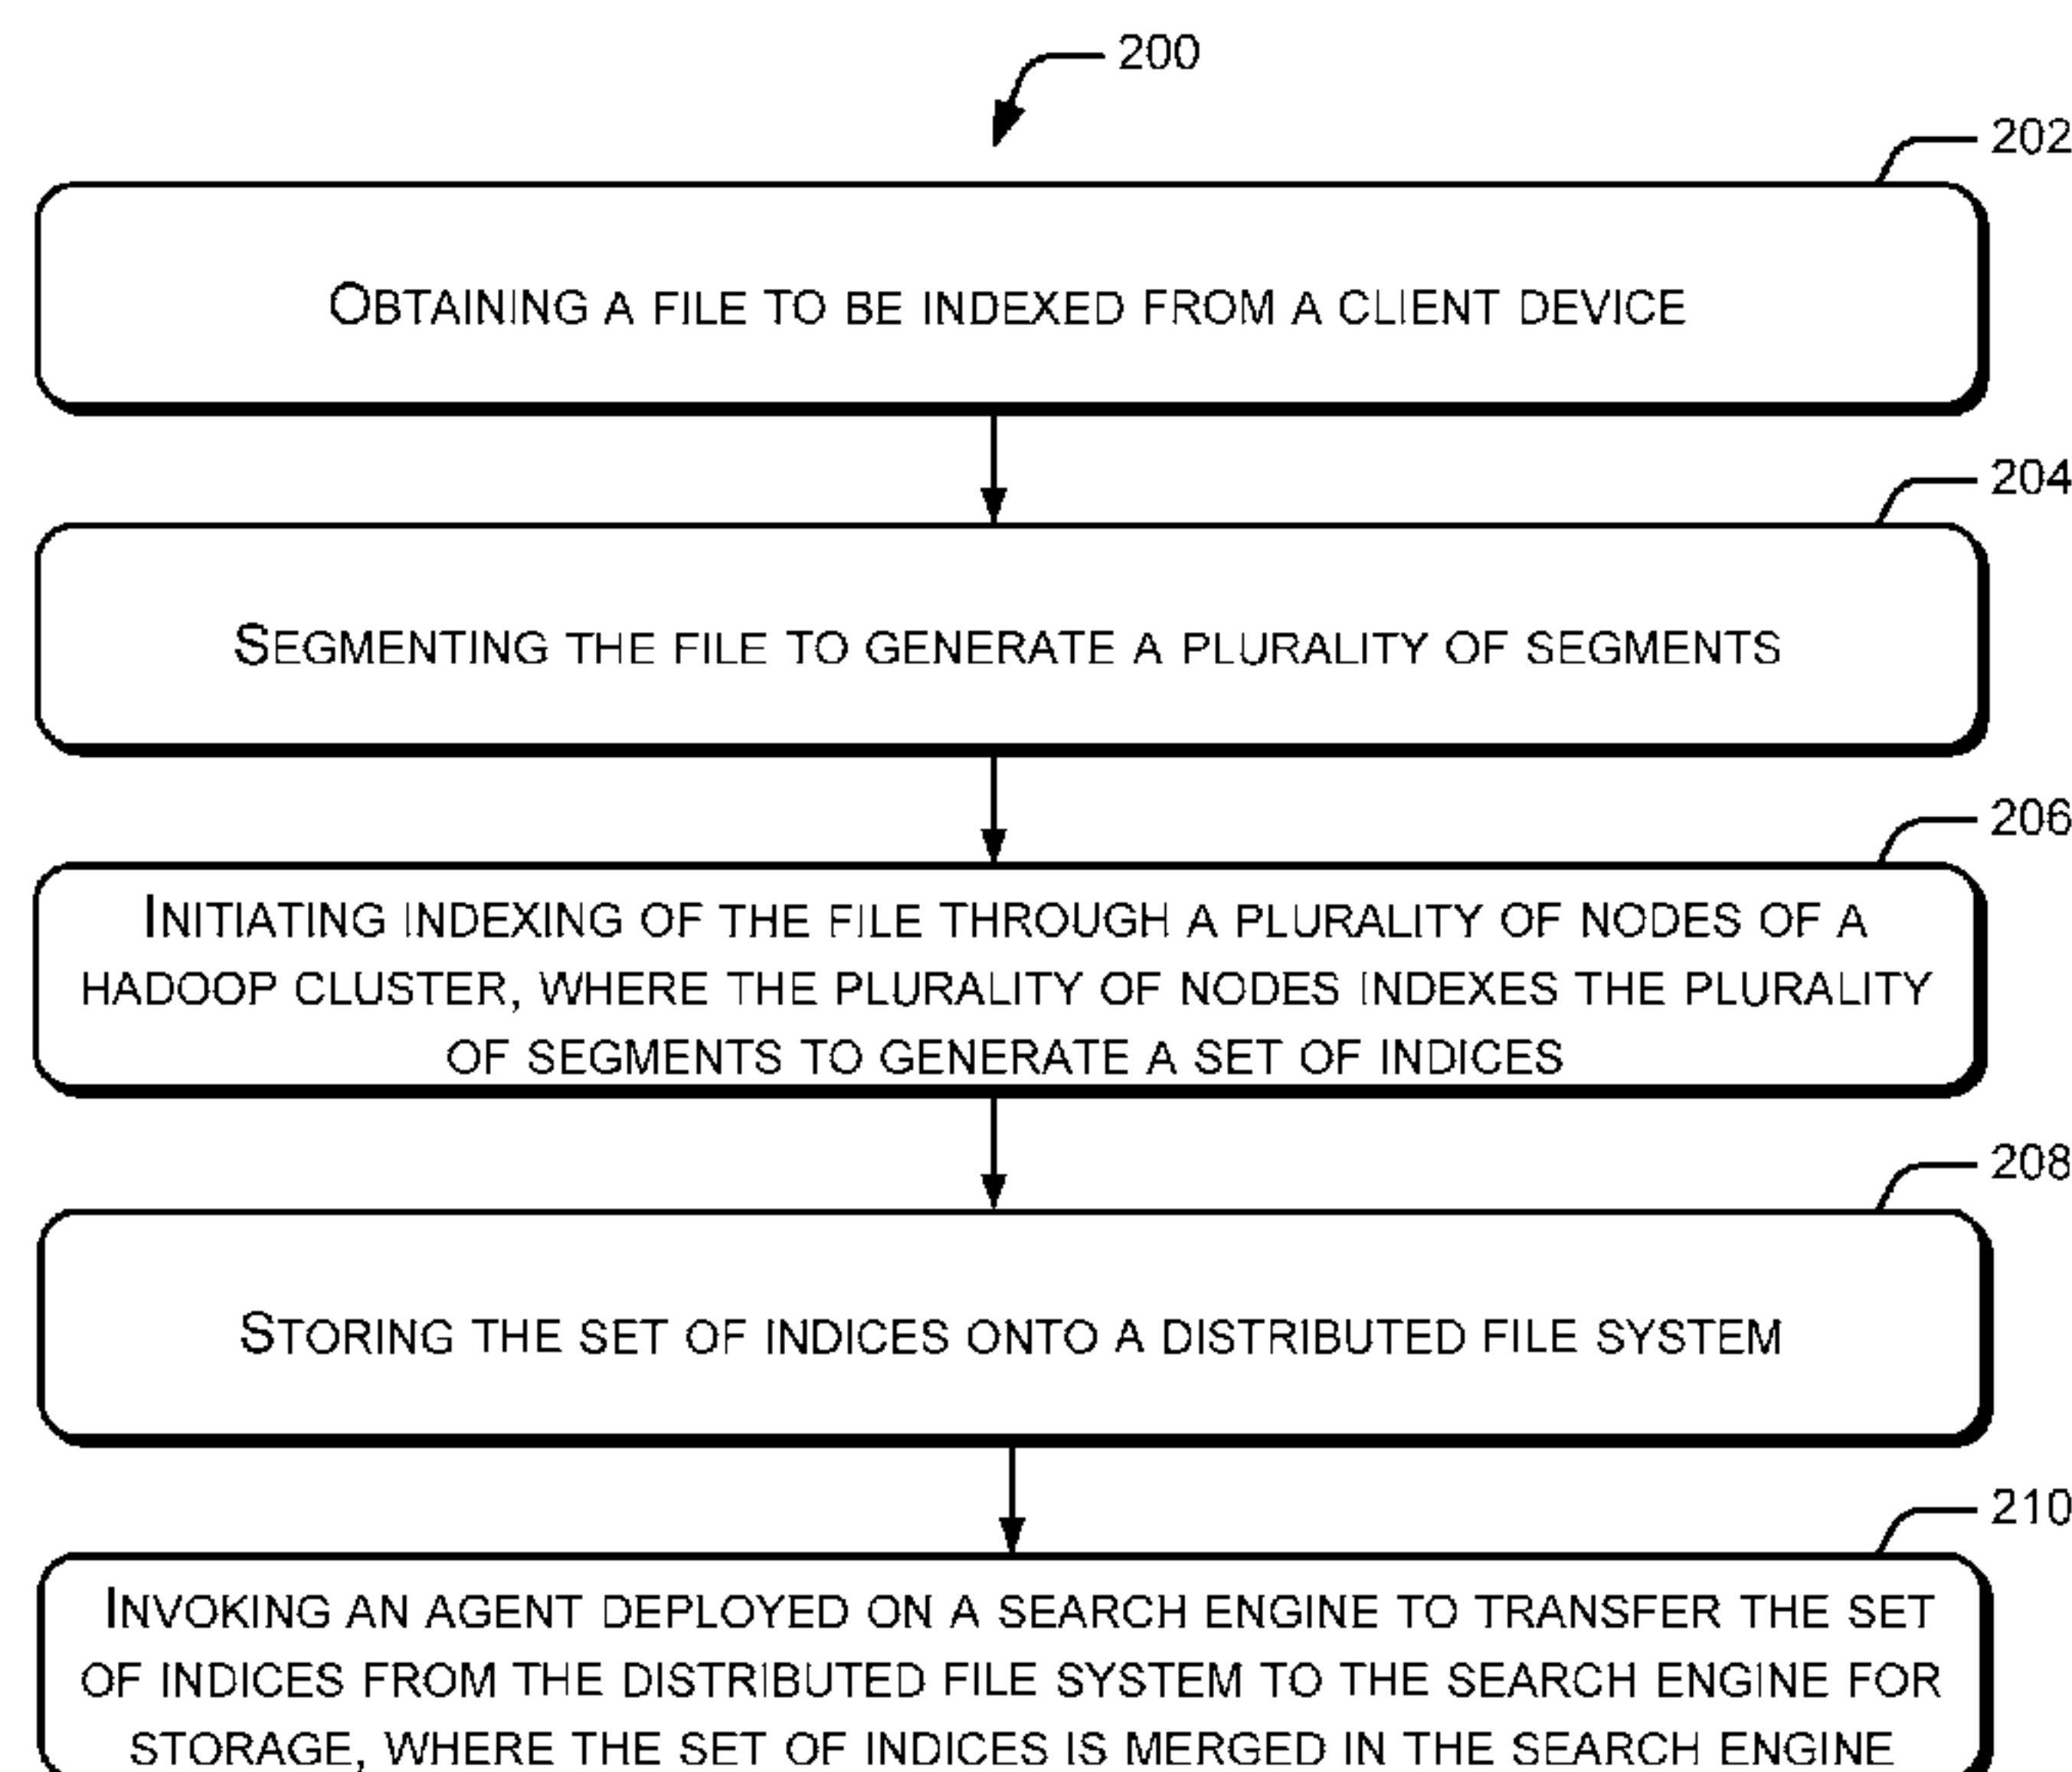 200
202
OBTAINING A FILE TO BE INDEXED FROM A CLIENT DEVICE
204
SEGMENTING THE FILE TO GENERATE A PLURALITY OF SEGMENTS
206
INITIATING INDEXING OF THE FILE THROUGH A PLURALITY OF NODES OF A
HADOOP CLUSTER, WHERE THE PLURALITY OF NODES INDEXES THE PLURALITY
OF SEGMENTS TO GENERATE A SET OF INDICES
208
STORING THE SET OF INDICES ONTO A DISTRIBUTED FILE SYSTEM
210
INVOKING AN AGENT DEPLOYED ON A SEARCH ENGINE TO TRANSFER THE SET
OF INDICES FROM THE DISTRIBUTED FILE SYSTEM TO THE SEARCH ENGINE FOR
STORAGE, WHERE THE SET OF INDICES IS MERGED IN THE SEARCH ENGINE